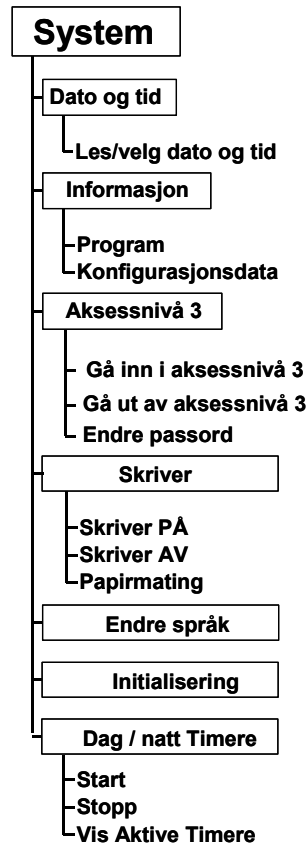 System
Dato og tid
Les/velg dato og tid
Informasjon
Program
Konfigurasjonsdata
Aksessnivå 3
Gå inn i aksessnivå 3
Gå ut av aksessnivå 3
Endre passord
Skriver
Skriver PÅ
Skriver AV
Papirmating
Endre språk
Initialisering
Dag / natt Timere
Start
Stopp
Vis Aktive Timere